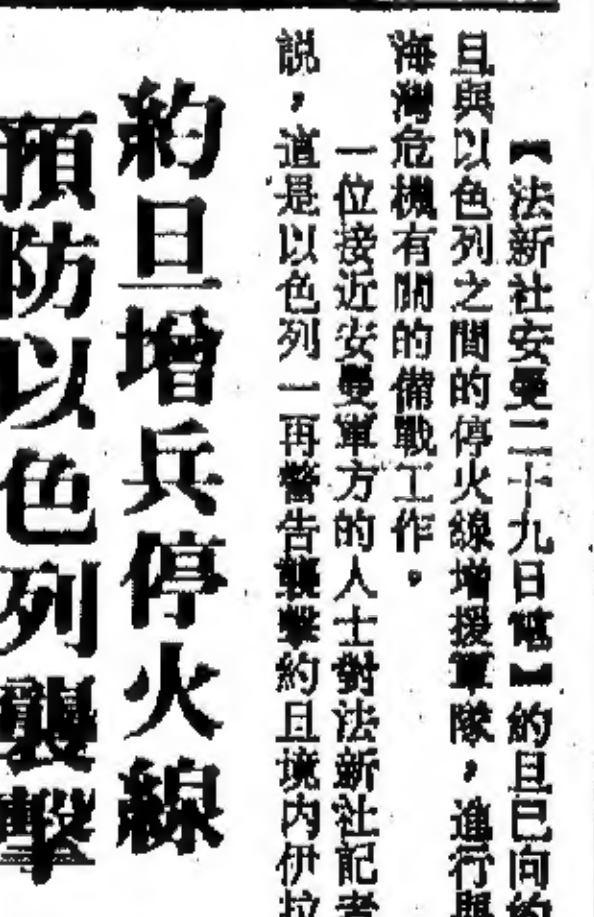 【法新社安曼二十九日電】約旦已向約
旦與以色列之間的停火線增援軍隊，進行與
海灣危機有關的備戰工作。
一位接近安曼軍方的人士對法新社記者
説，這是以色列一再警告襲擊約旦境内伊拉
約旦增兵停火線
預防以色列襲擊